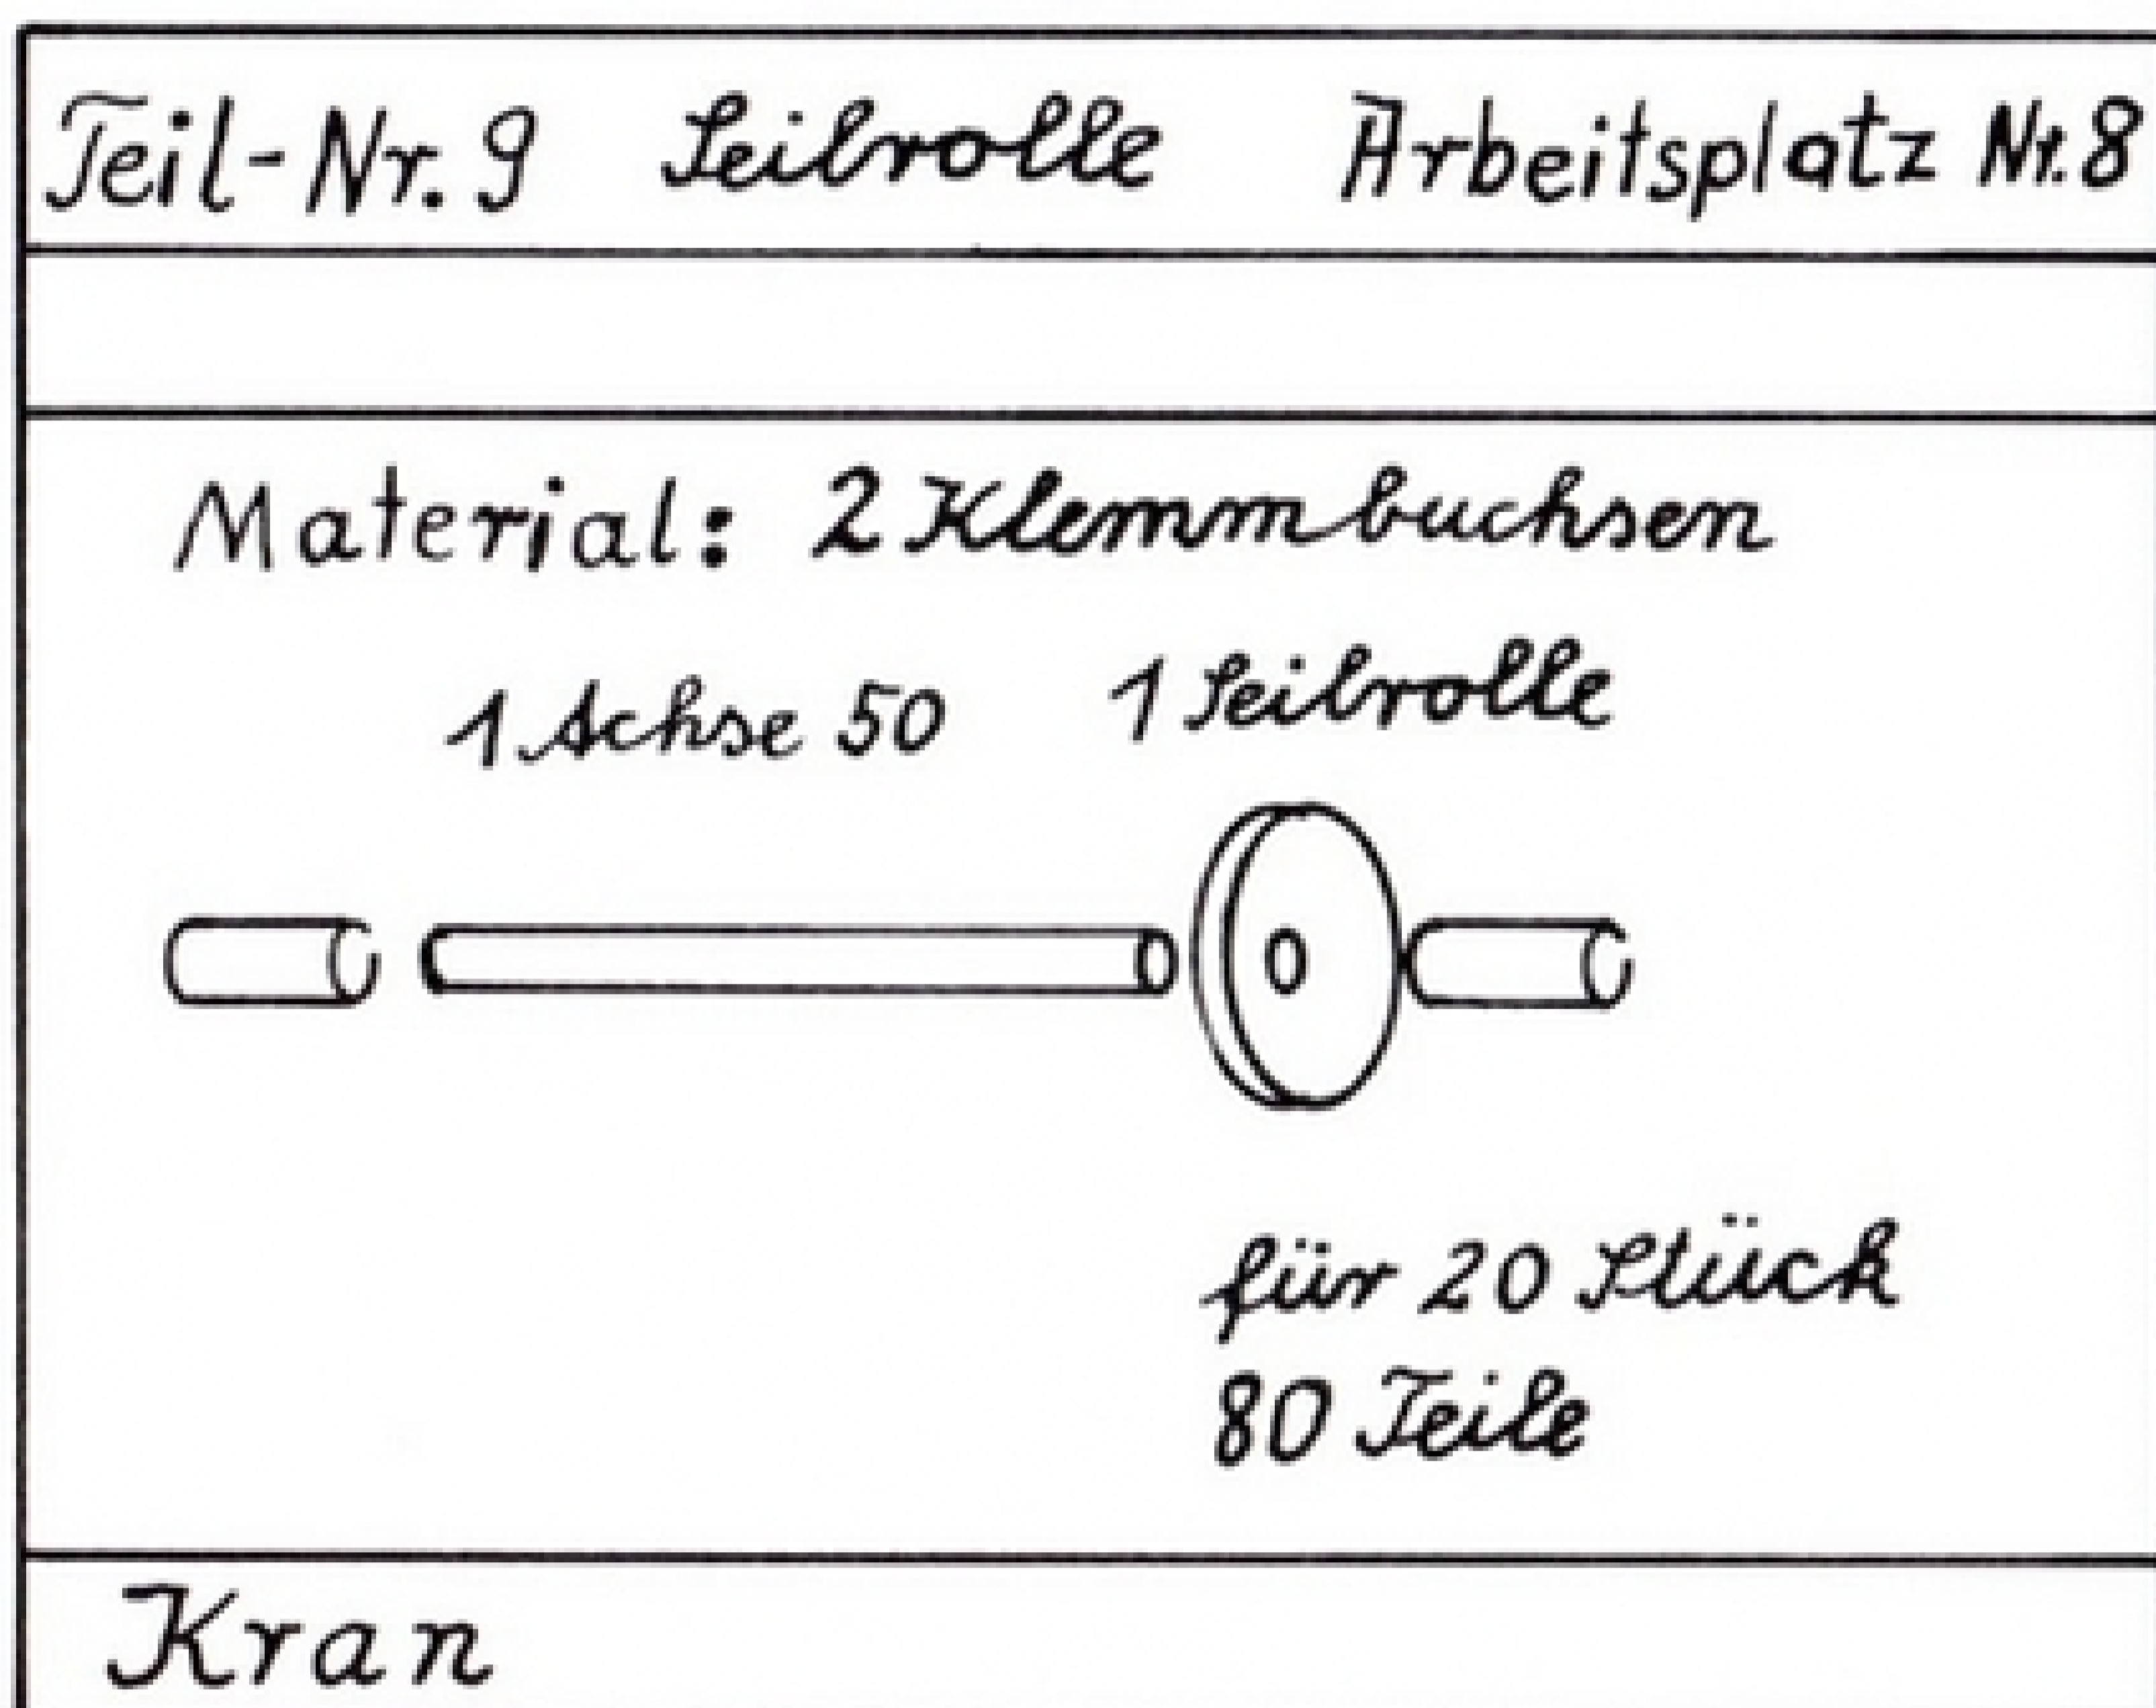 Teil-Nr. 9 Seilrolle Arbeitsplatz Nr. 8
Material: 2 Klemmbuchsen
1 Achse 50 1 Seilrolle
für 20 Stück
80 Teile
Kran